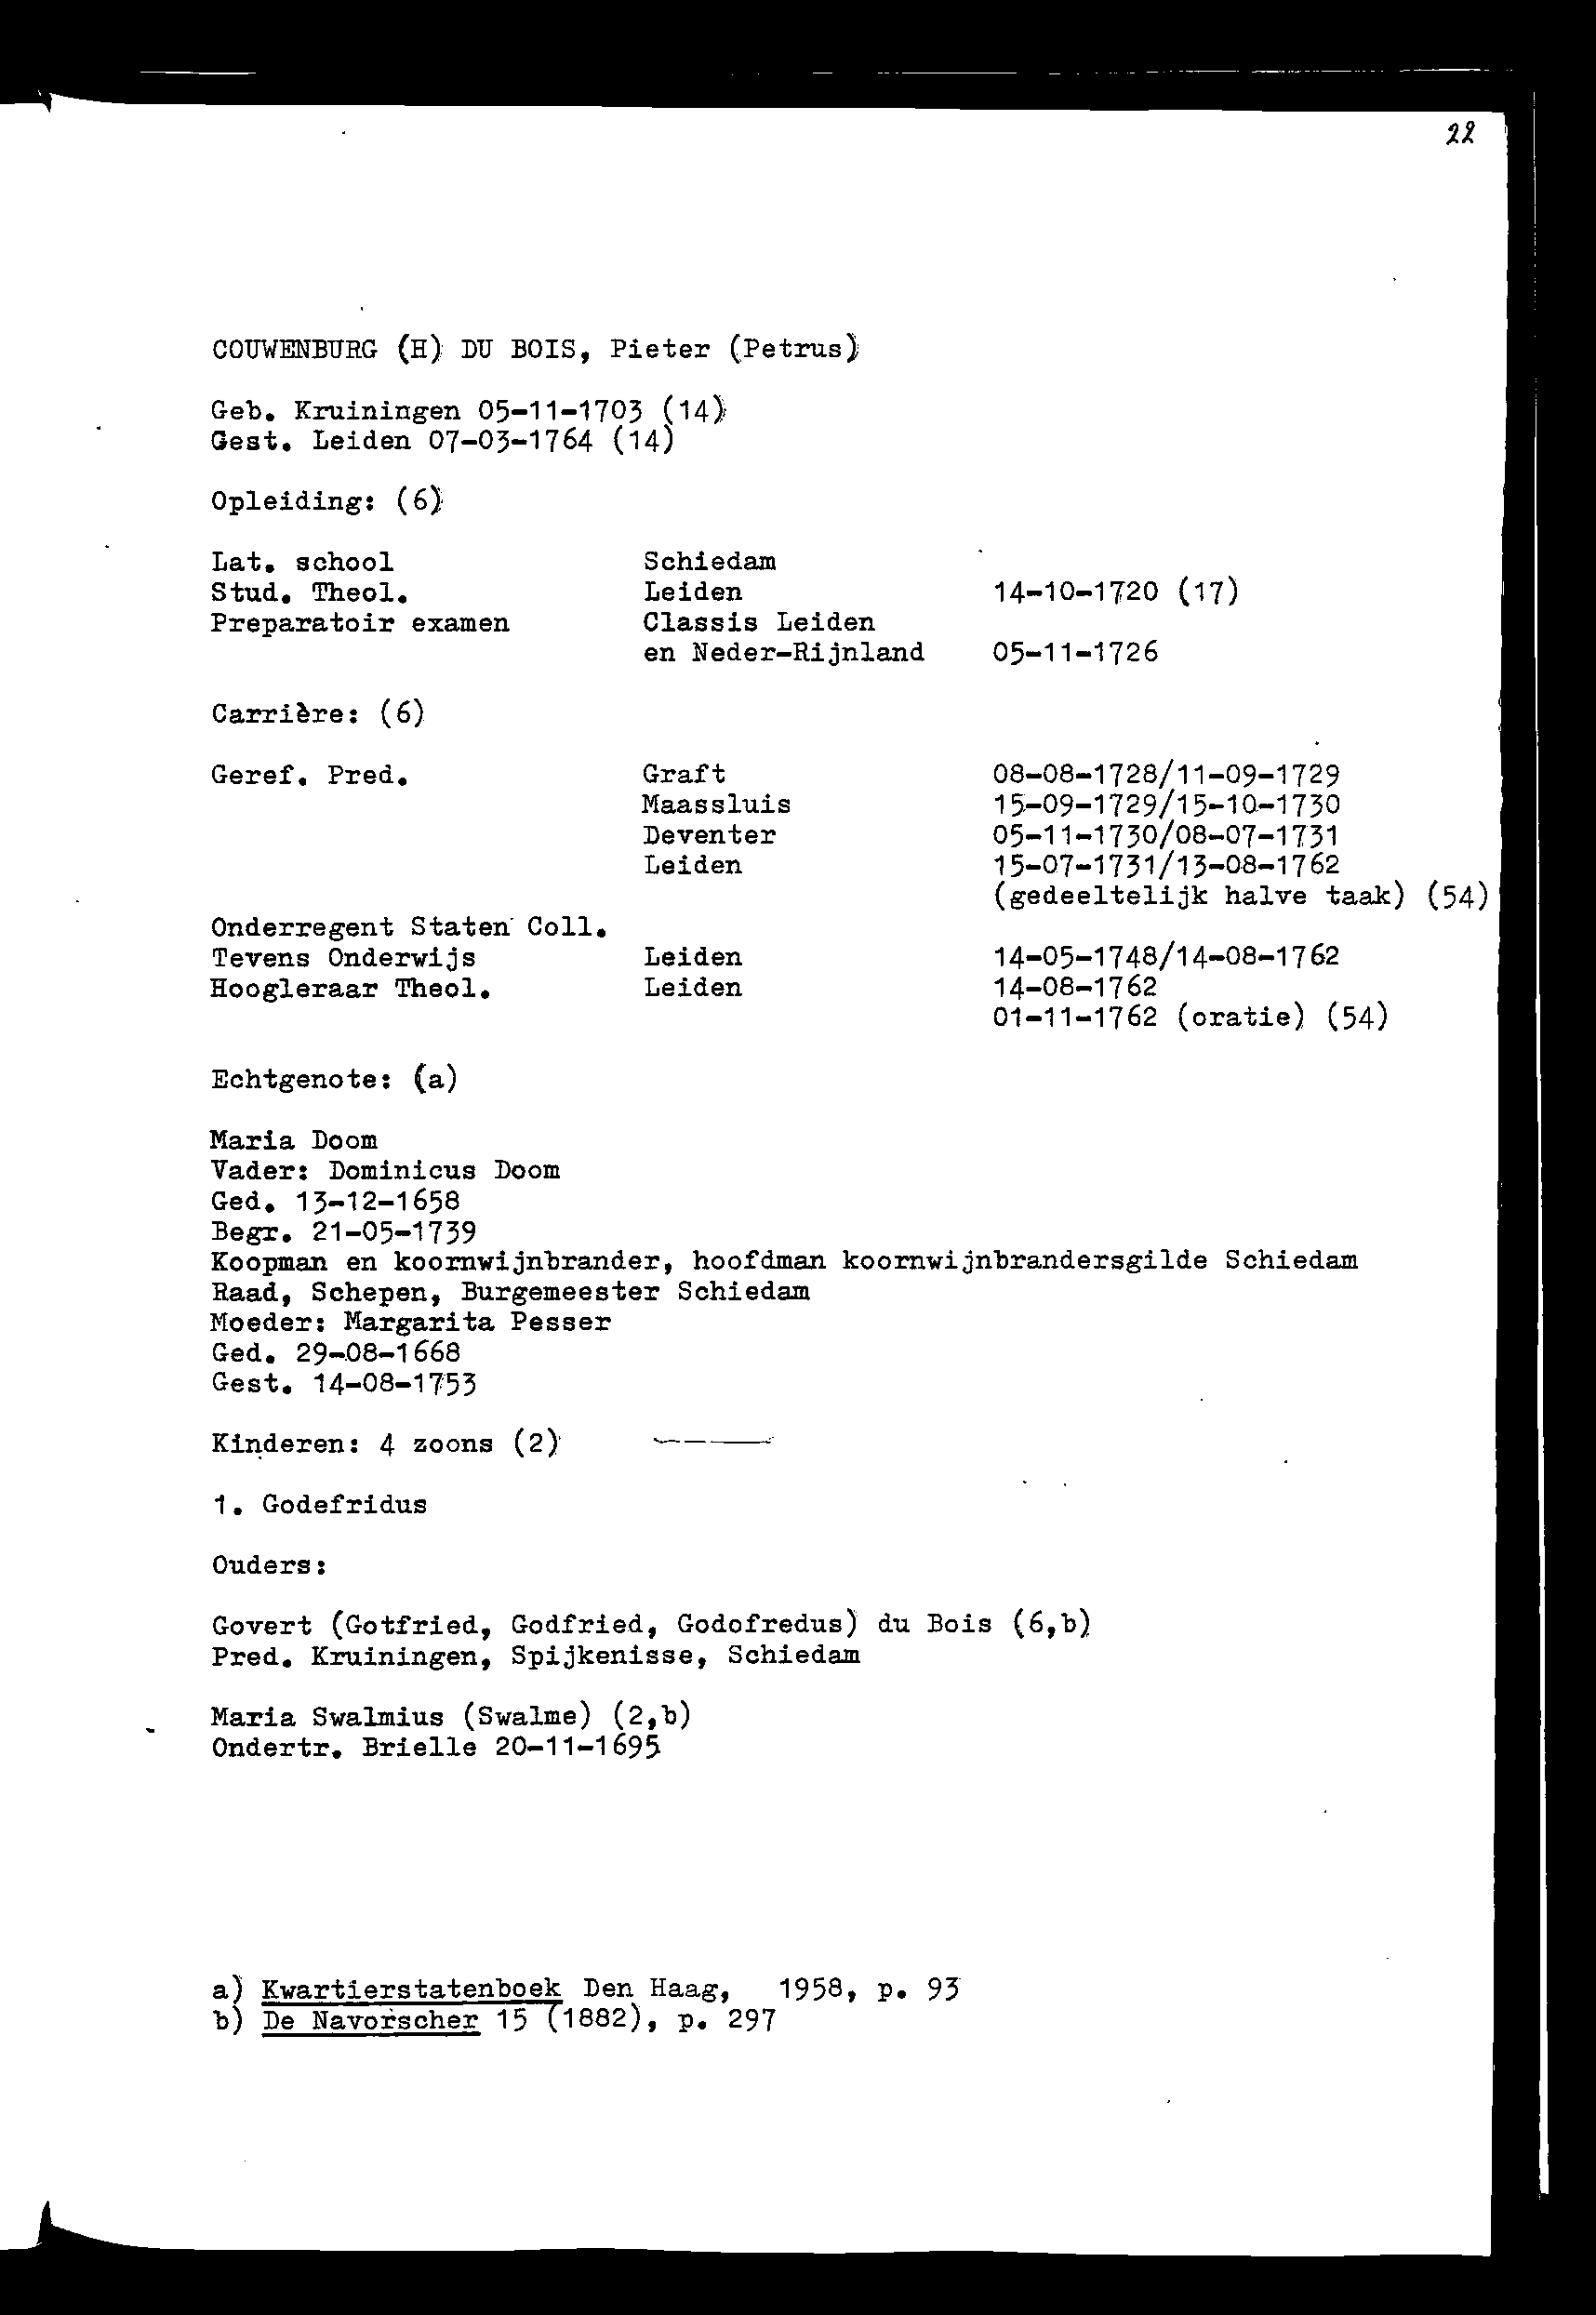 22
COUWENBURG (H) DU BOIS, Pieter (Petrus)
Geb. Kruiningen 05-11-1703 (14)
Gest. Leiden 07-03-1764 (14)
Opleiding: (6)
Lat. school Schiedam
Stud. Theol. Leiden 14-10-1720 (17)
Preparatoir examen Classis Leiden
en Neder-Rijnland 05-11-1726
Carrière: (6)
Geref. Pred. Graft 08-08-1728/11-09-1729
Maassluis 15-09-1729/15-10-1730
Deventer 05-11-1730/08-07-1731
Leiden 15-07-1731/13-08-1762
(gedeeltelijk halve taak) (54)
Onderregent Staten Coll.
Tevens Onderwijs Leiden 14-05-1748/14-08-1762
Hoogleraar Theol. Leiden 14-08-1762
01-11-1762 (oratie) (54)
Echtgenote: (a)
Maria Doom
Vader: Dominicus Doom
Ged. 13-12-1658
Begr. 21-05-1739
Koopman en koornwijnbrander, hoofdman koornwijnbrandersgilde Schiedam
Raad, Schepen, Burgemeester Schiedam
Moeder: Margarita Pesser
Ged. 29-08-1668
Gest. 14-08-1753
Kinderen: 4 zoons (2)
1. Godefridus
Ouders:
Govert (Gotfried, Godfried, Godofredus) du Bois (6,b)
Pred. Kruiningen, Spijkenisse, Schiedam
Maria Swalmius (Swalme) (2,b)
Ondertr. Brielle 20-11-1695
a) Kwartierstatenboek Den Haag, 1958, p. 93
b) De Navorscher 15 (1882), p. 297